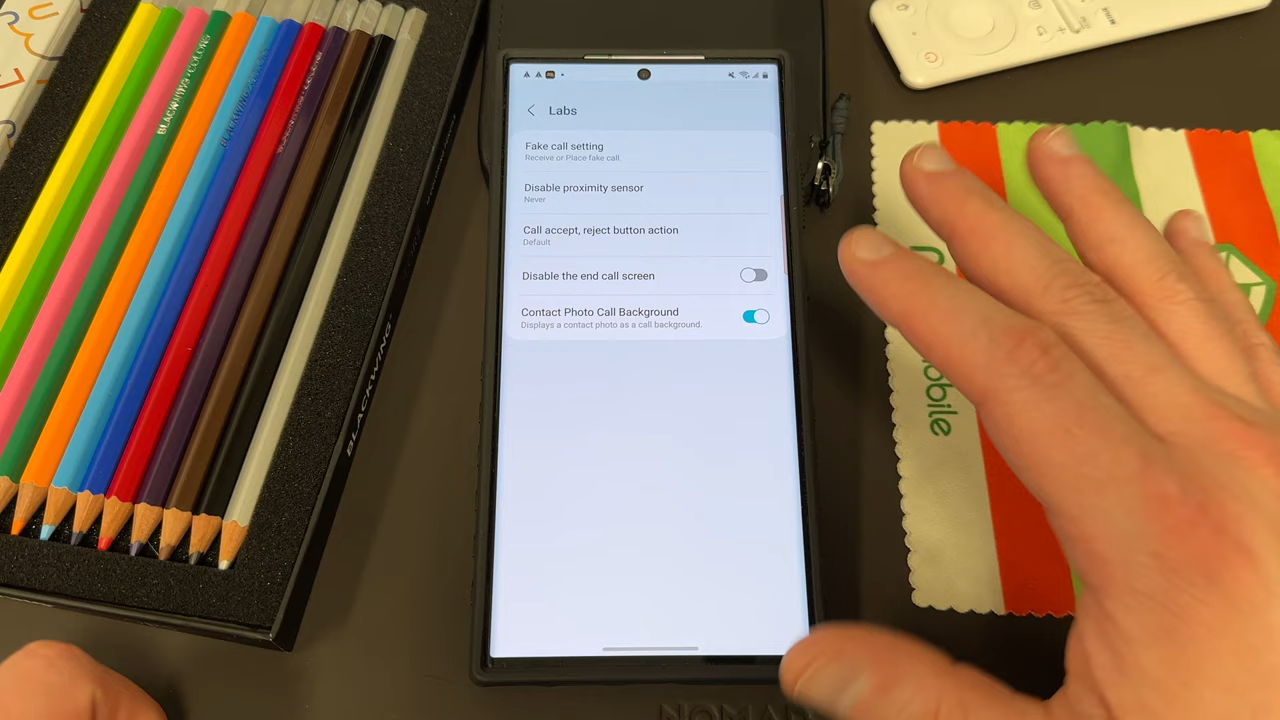 Labs
Fake call setting
Receive or Place fake call
Disable proximity sensor
Never
Call accept, reject button action
Default
Disable the end call screen
Contact Photo Call Background
Displays a contact photo as a call background.
BLACKWING
NOMAD